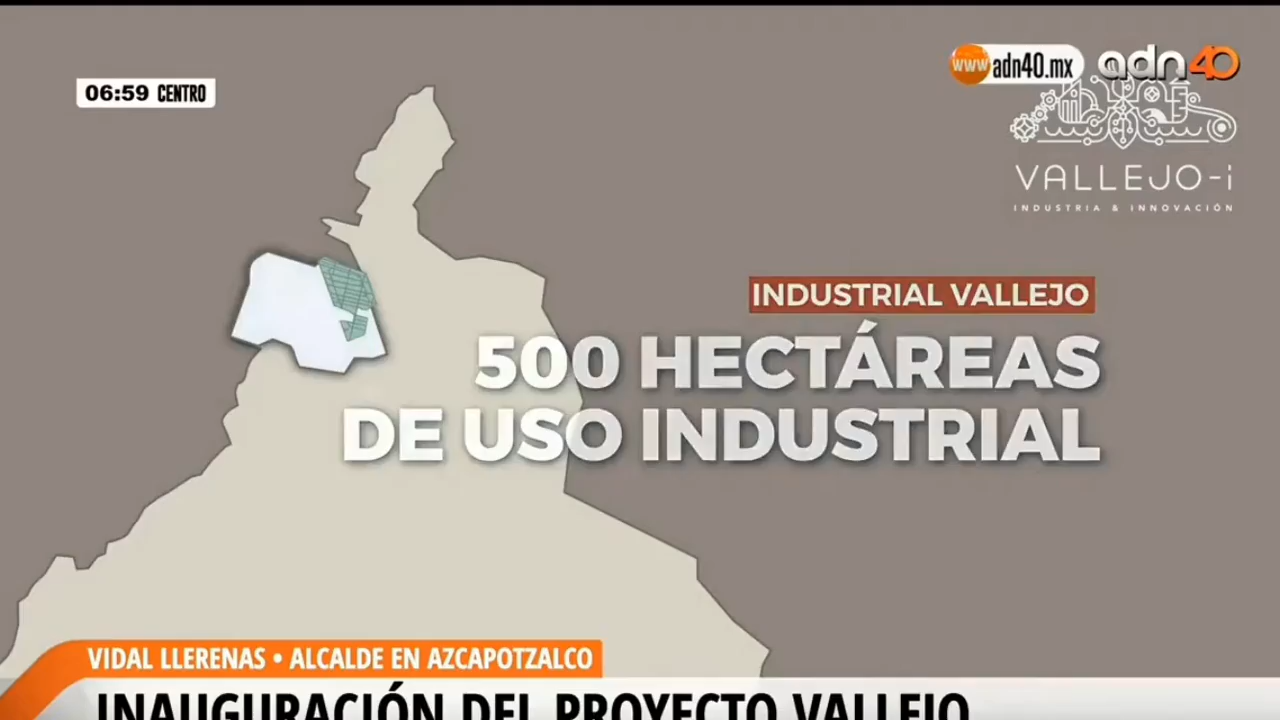 06:59 CENTRO
www adn40.mx
adn40
VALLEJO-i
INDUSTRIA & INNOVACIÓN
INDUSTRIAL VALLEJO
500 HECTÁREAS
DE USO INDUSTRIAL
VIDAL LLERENAS • ALCALDE EN AZCAPOTZALCO
INAUGURACIÓN DEL PROYECTO VALLEJO